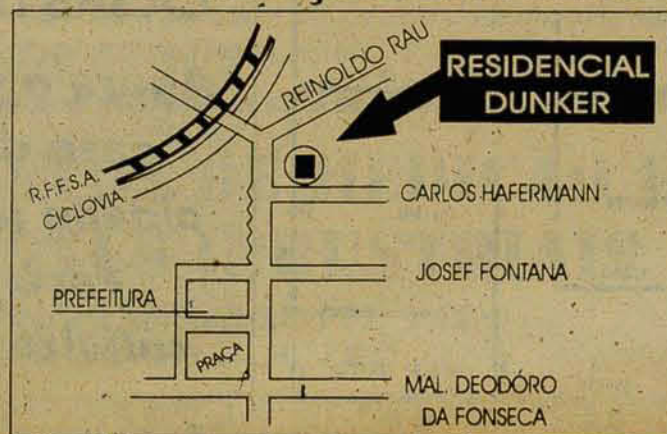 REINOLDO RAU
RESIDENCIAL
DUNKER
R.F.F.S.A.
CICLOVIA
CARLOS HAFERMANN
JOSEF FONTANA
PREFEITURA
PRAÇA
MAL. DEODÓRO
DA FONSECA